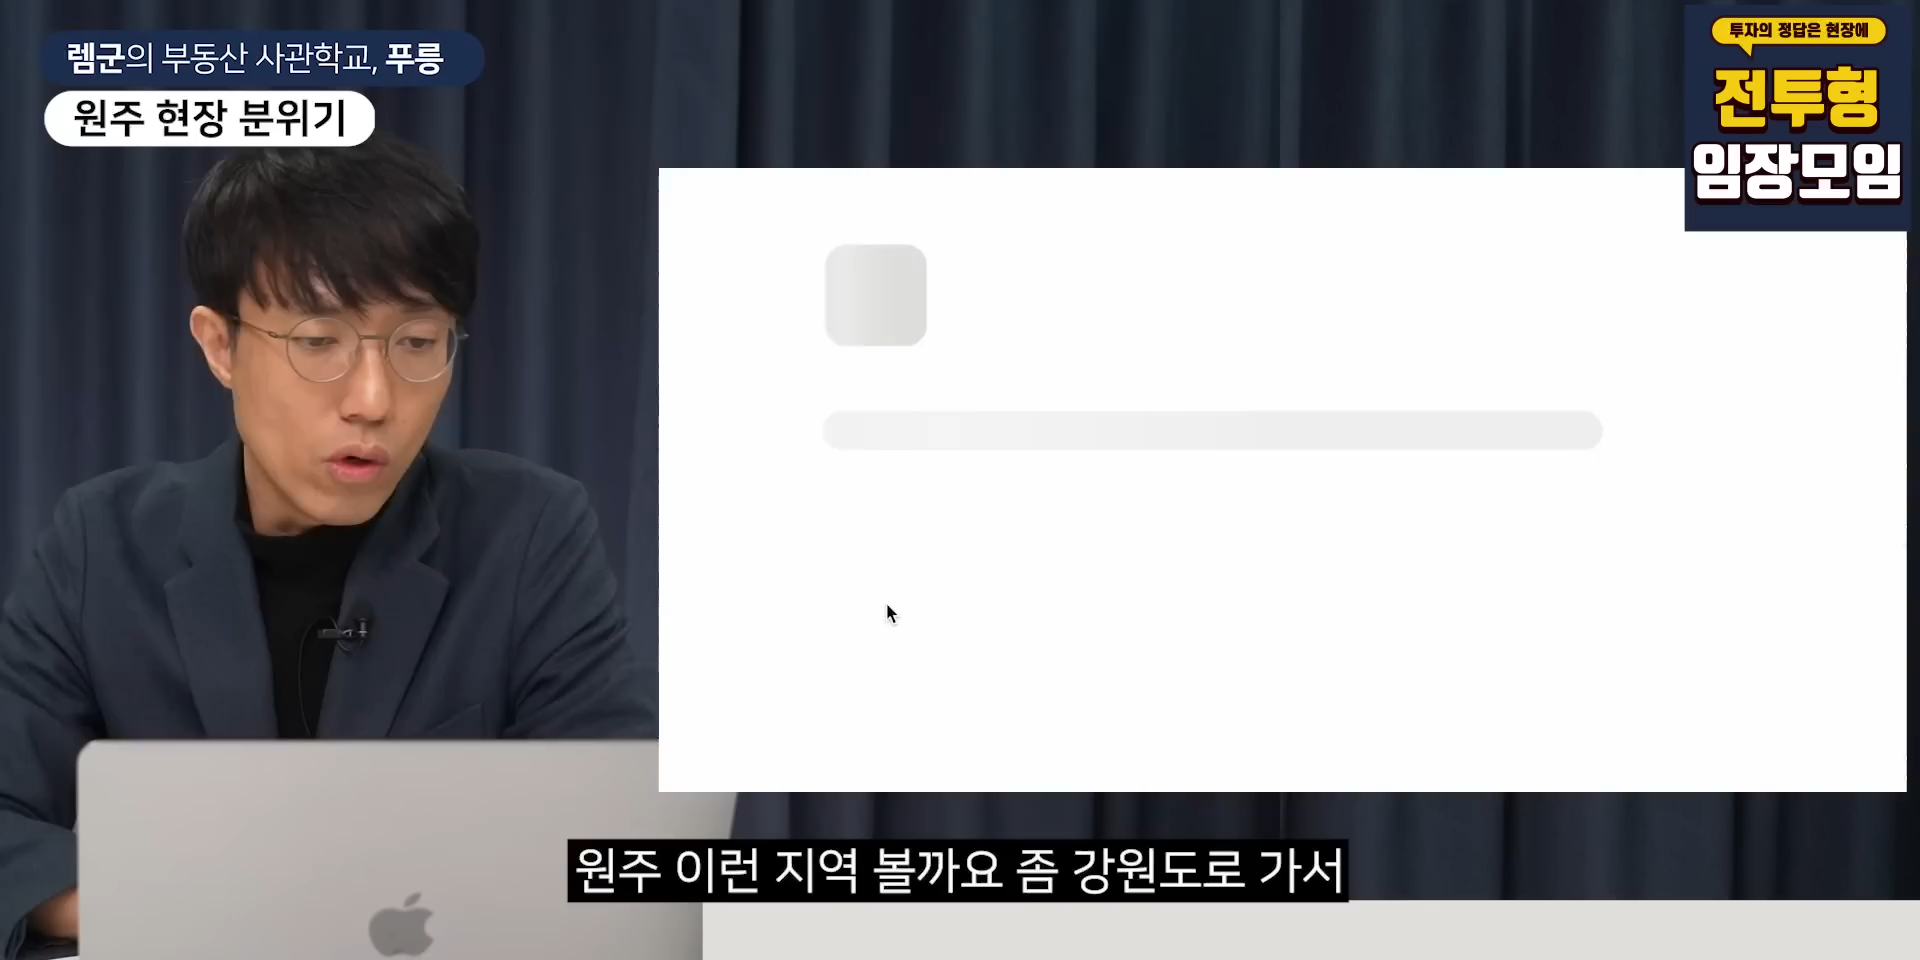 렘군의 부동산 사관학교, 푸릉
원주 현장 분위기
투자의 정답은 현장에
전투형
임장모임
원주 이런 지역 볼까요 좀 강원도로 가서